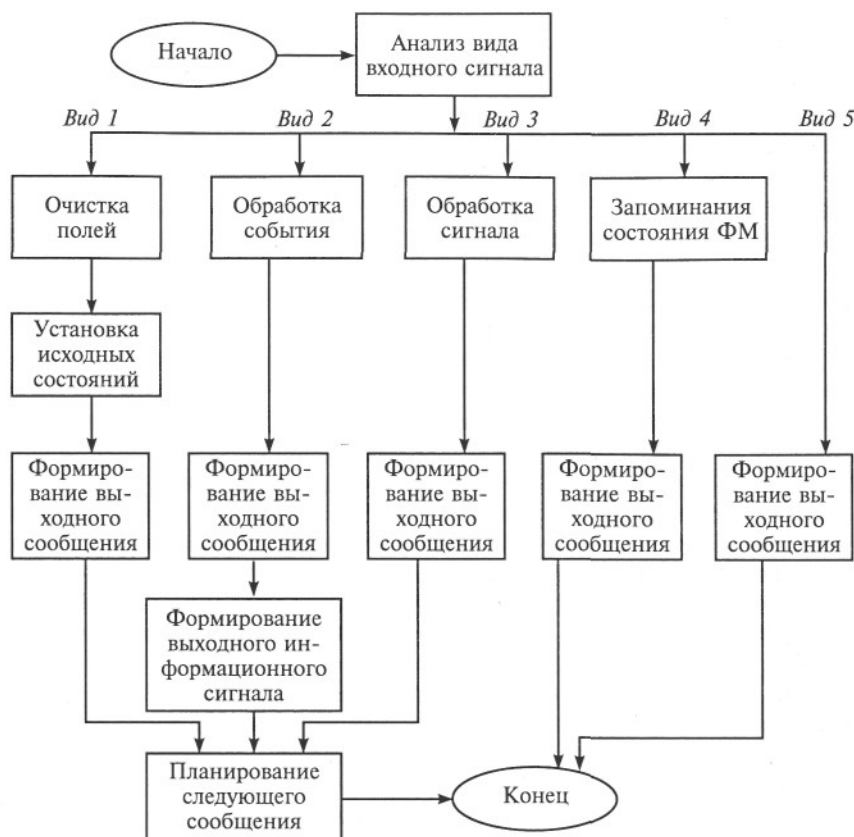 Начало
Анализ вида
входного сигнала
Вид 1
Вид 2
Вид 3
Вид 4
Вид 5
Очистка
полей
Обработка
события
Обработка
сигнала
Запоминания
состояния ФМ
Установка
исходных
состояний
Формиро-
вание вы-
ходного
сообщения
Формиро-
вание вы-
ходного
сообщения
Формиро-
вание вы-
ходного
сообщения
Формиро-
вание вы-
ходного
сообщения
Формиро-
вание вы-
ходного
сообщения
Формирование
выходного ин-
формационного
сигнала
Планирование
следующего
сообщения
Конец